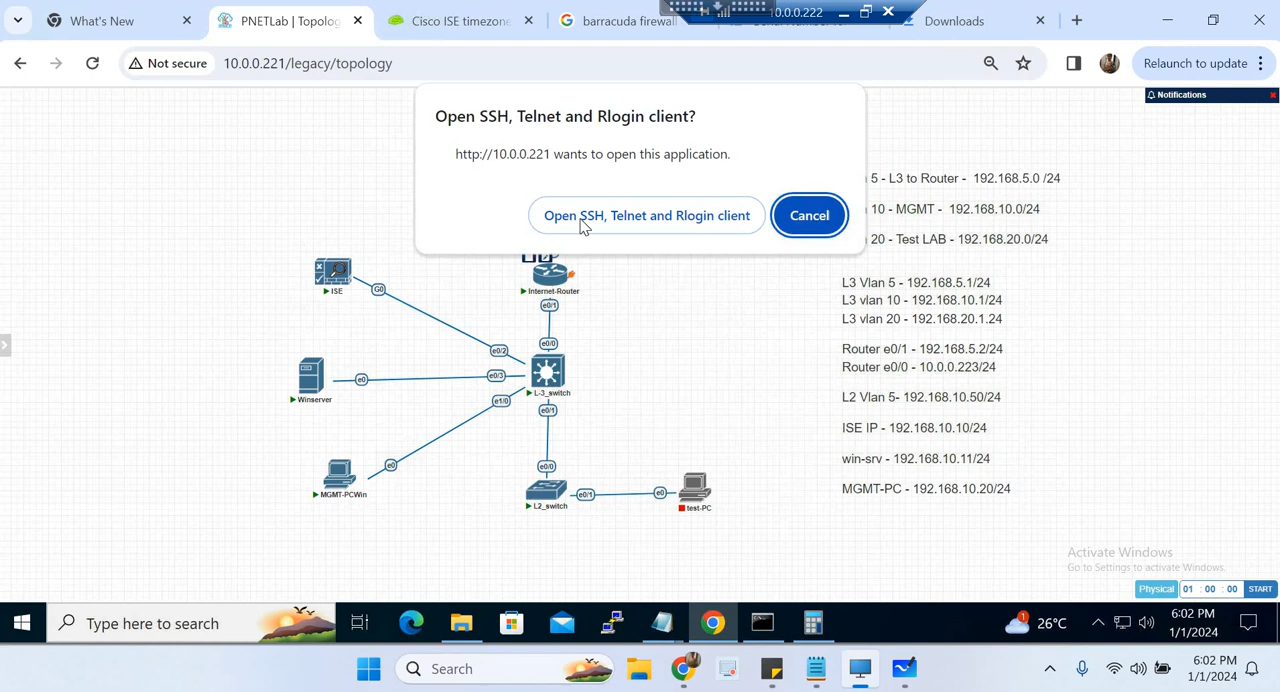 What's New
PNETLab | Topolog
Cisco ISE timezone
barracuda firewall
10.0.0.222
Downloads
Not secure
10.0.0.221/legacy/topology
Relaunch to update
Notifications
Open SSH, Telnet and Rlogin client?
http://10.0.0.221 wants to open this application.
Open SSH, Telnet and Rlogin client
Cancel
5 - L3 to Router - 192.168.5.0 /24
10 - MGMT - 192.168.10.0/24
20 - Test LAB - 192.168.20.0/24
L3 Vlan 5 - 192.168.5.1/24
L3 vlan 10 - 192.168.10.1/24
L3 vlan 20 - 192.168.20.1.24
Router e0/1 - 192.168.5.2/24
Router e0/0 - 10.0.0.223/24
L2 Vlan 5- 192.168.10.50/24
ISE IP - 192.168.10.10/24
win-srv - 192.168.10.11/24
MGMT-PC - 192.168.10.20/24
ISE
G0
Internet-Router
e0/1
e0/0
e0/2
Winserver
e0
e0/3
L-3_switch
e1/0
e0/1
e0
MGMT-PCWin
e0/0
L2_switch
e0/1
e0
test-PC
Activate Windows
Go to Settings to activate Windows.
Physical
01 : 00 : 00
START
Type here to search
1
26°C
6:02 PM
1/1/2024
Search
6:02 PM
1/1/2024